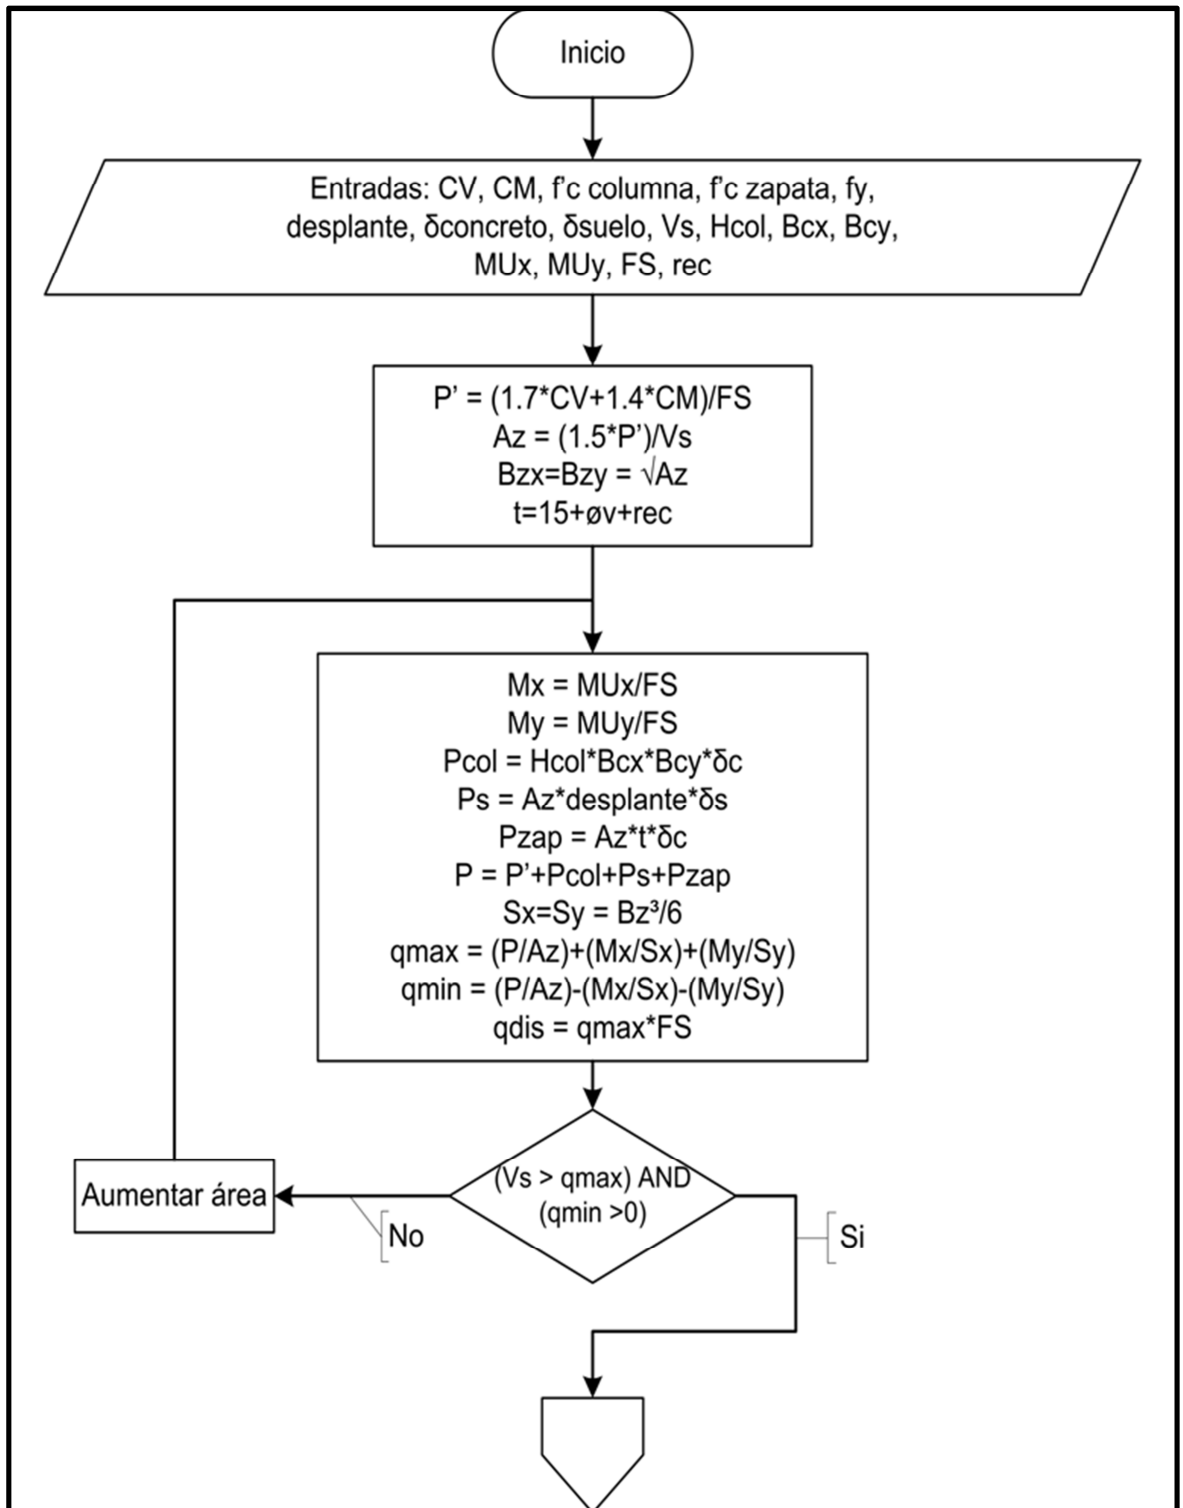 Inicio
Entradas: CV, CM, f'c columna, f'c zapata, fy,
desplante, δconcreto, δsuelo, Vs, Hcol, Bcx, Bcy,
MUx, MUy, FS, rec
P' = (1.7*CV+1.4*CM)/FS
Az = (1.5*P')/Vs
Bzx=Bzy = √Az
t=15+øv+rec
Mx = MUx/FS
My = MUy/FS
Pcol = Hcol*Bcx*Bcy*δc
Ps = Az*desplante*δs
Pzap = Az*t*δc
P = P'+Pcol+Ps+Pzap
Sx=Sy = Bz³/6
qmax = (P/Az)+(Mx/Sx)+(My/Sy)
qmin = (P/Az)-(Mx/Sx)-(My/Sy)
qdis = qmax*FS
(Vs > qmax) AND
(qmin >0)
Aumentar área
No
Si